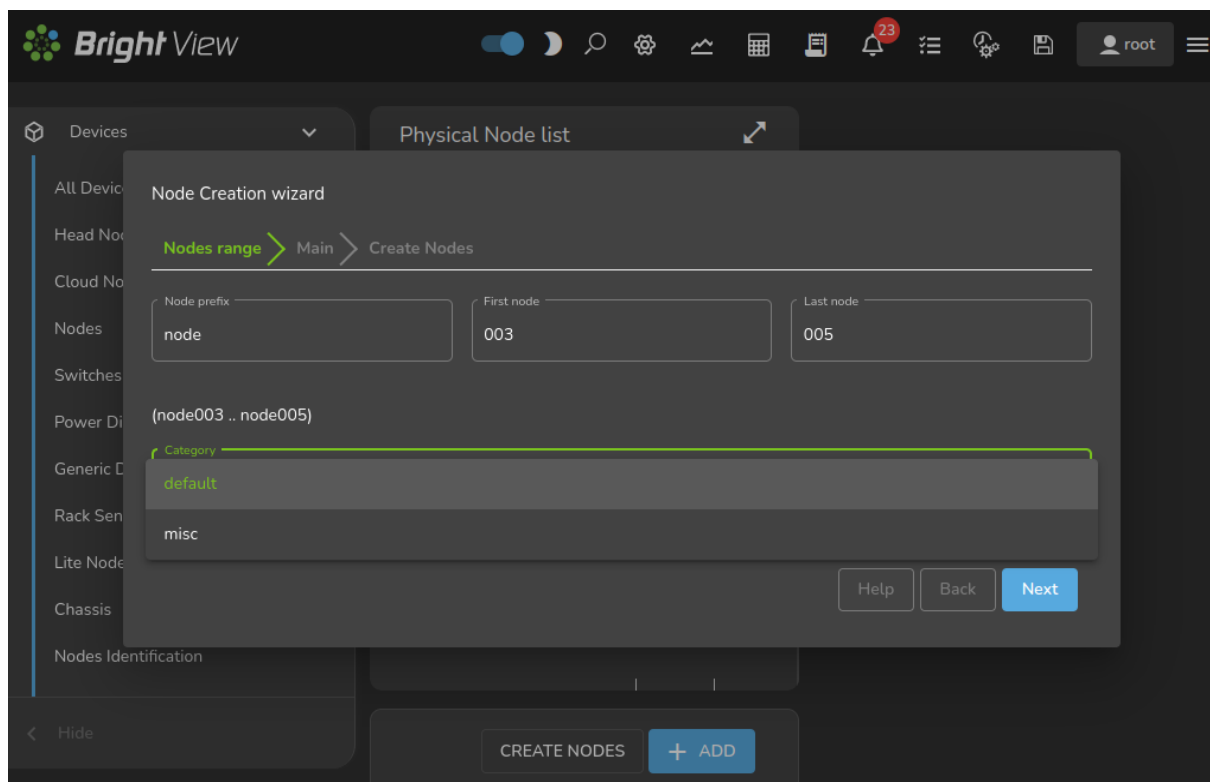 Bright View
23
root
Devices
Physical Node list
All Devic
Node Creation wizard
Head Noc
Nodes range
Main
Create Nodes
Cloud No
Node prefix
First node
Last node
node
003
005
Nodes
Switches
Power Di
(node003 .. node005)
Category
Generic D
default
Rack Sen
misc
Lite Node
Help
Back
Next
Chassis
Nodes Identification
Hide
CREATE NODES
+ ADD